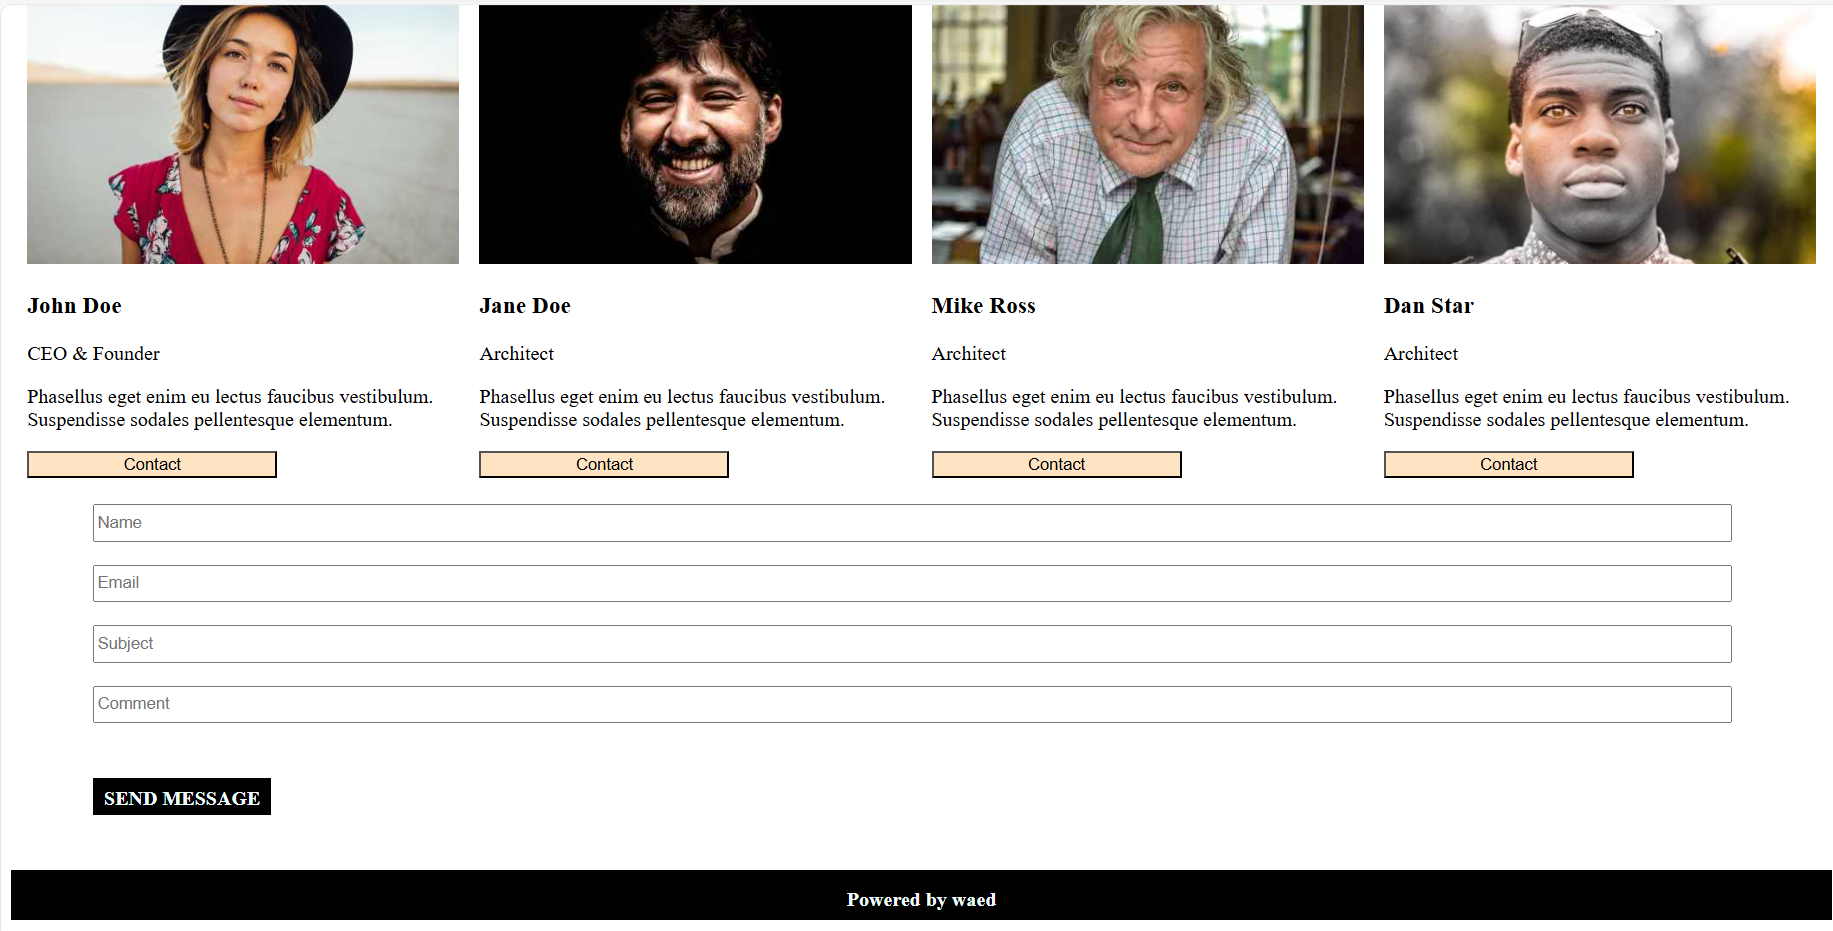 John Doe
CEO & Founder
Phasellus eget enim eu lectus faucibus vestibulum.
Suspendisse sodales pellentesque elementum.
Contact
Jane Doe
Architect
Phasellus eget enim eu lectus faucibus vestibulum.
Suspendisse sodales pellentesque elementum.
Contact
Mike Ross
Architect
Phasellus eget enim eu lectus faucibus vestibulum.
Suspendisse sodales pellentesque elementum.
Contact
Dan Star
Architect
Phasellus eget enim eu lectus faucibus vestibulum.
Suspendisse sodales pellentesque elementum.
Contact
Name
Email
Subject
Comment
SEND MESSAGE
Powered by waed